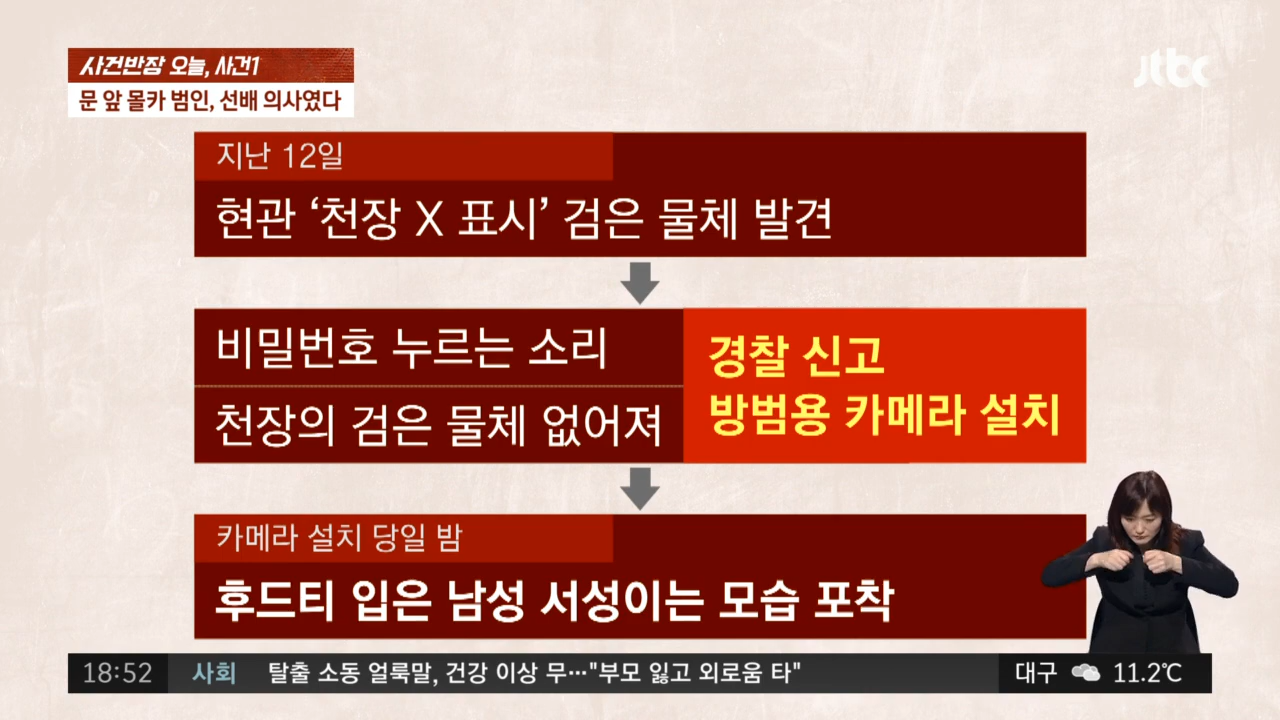 사건반장 오늘, 사건1
jtbc
문 앞 몰카 범인, 선배 의사였다
지난 12일
현관 ‘천장 X 표시’ 검은 물체 발견
비밀번호 누르는 소리
천장의 검은 물체 없어져
경찰 신고
방범용 카메라 설치
카메라 설치 당일 밤
후드티 입은 남성 서성이는 모습 포착
18:52 사회 탈출 소동 얼룩말, 건강 이상 무…"부모 잃고 외로움 타" 대구 11.2℃